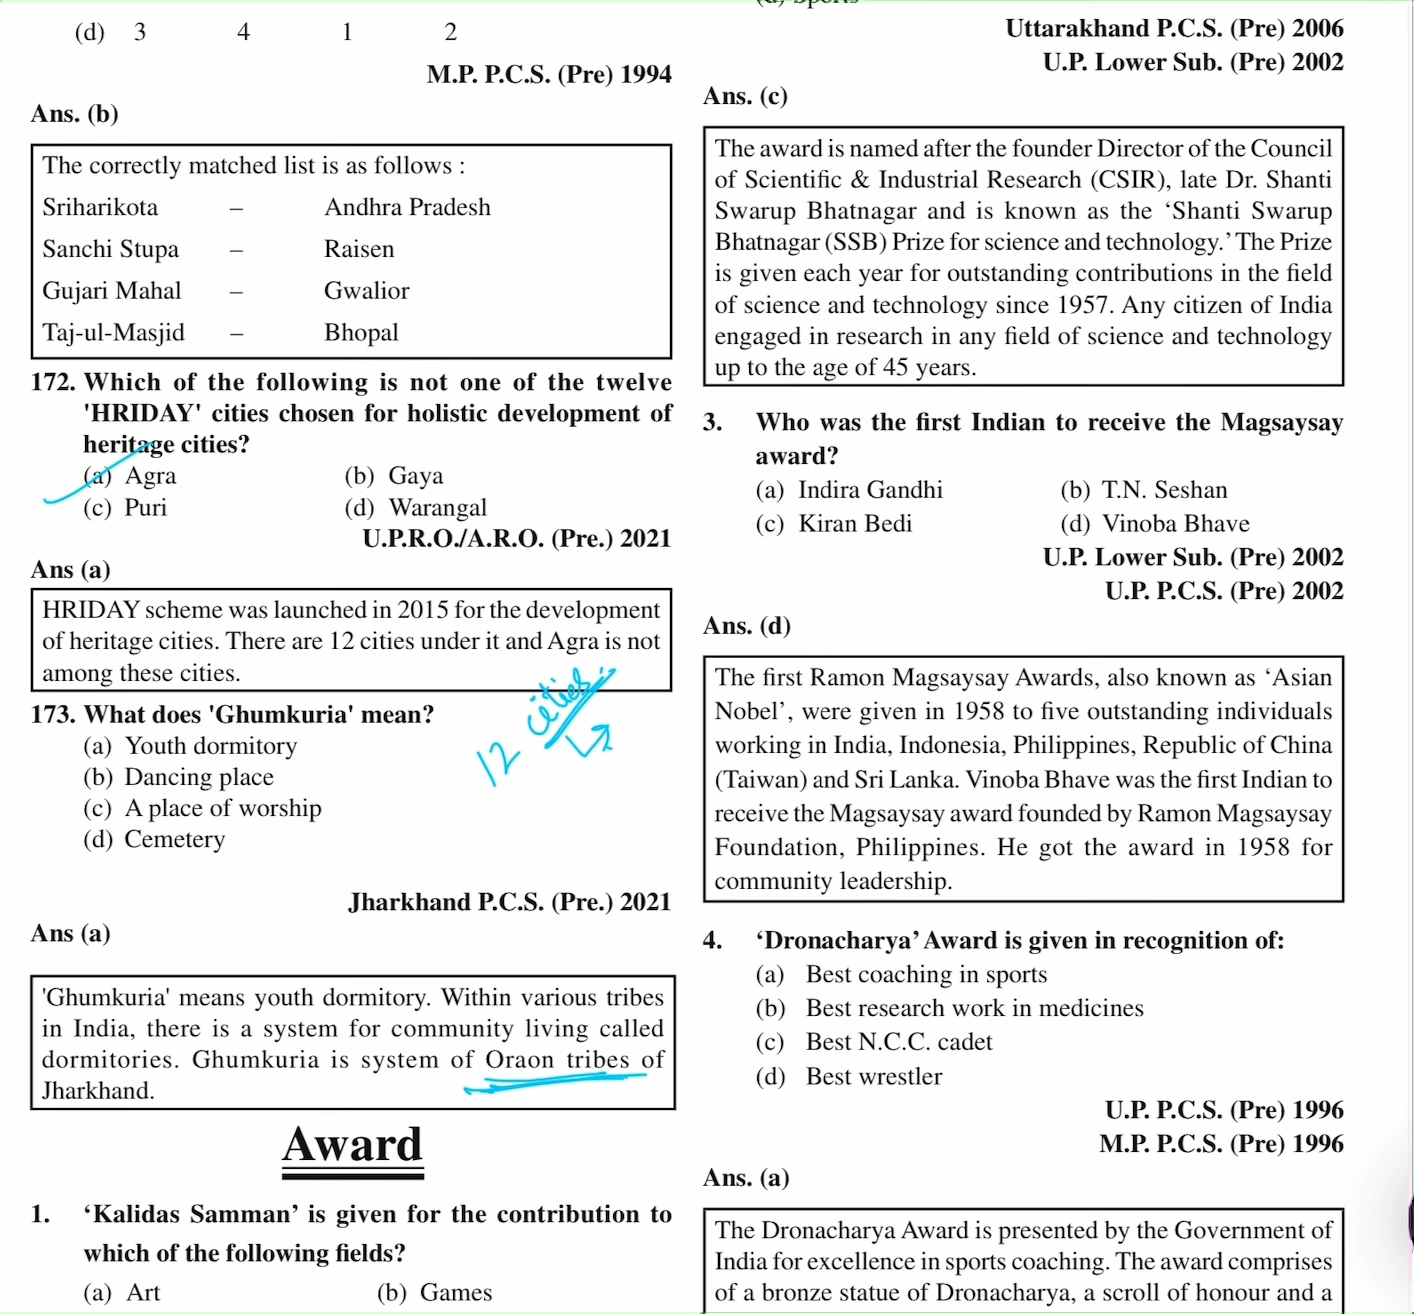 (d) 3 4 1 2
M.P. P.C.S. (Pre) 1994
Ans. (b)
The correctly matched list is as follows :
Sriharikota – Andhra Pradesh
Sanchi Stupa – Raisen
Gujari Mahal – Gwalior
Taj-ul-Masjid – Bhopal
172. Which of the following is not one of the twelve
'HRIDAY' cities chosen for holistic development of
heritage cities?
(a) Agra (b) Gaya
(c) Puri (d) Warangal
U.P.R.O./A.R.O. (Pre.) 2021
Ans (a)
HRIDAY scheme was launched in 2015 for the development
of heritage cities. There are 12 cities under it and Agra is not
among these cities.
12 cities
173. What does 'Ghumkuria' mean?
(a) Youth dormitory
(b) Dancing place
(c) A place of worship
(d) Cemetery
Jharkhand P.C.S. (Pre.) 2021
Ans (a)
'Ghumkuria' means youth dormitory. Within various tribes
in India, there is a system for community living called
dormitories. Ghumkuria is system of Oraon tribes of
Jharkhand.
Award
1. ‘Kalidas Samman’ is given for the contribution to
which of the following fields?
(a) Art (b) Games
(d) Sports
Uttarakhand P.C.S. (Pre) 2006
U.P. Lower Sub. (Pre) 2002
Ans. (c)
The award is named after the founder Director of the Council
of Scientific & Industrial Research (CSIR), late Dr. Shanti
Swarup Bhatnagar and is known as the ‘Shanti Swarup
Bhatnagar (SSB) Prize for science and technology.’ The Prize
is given each year for outstanding contributions in the field
of science and technology since 1957. Any citizen of India
engaged in research in any field of science and technology
up to the age of 45 years.
3. Who was the first Indian to receive the Magsaysay
award?
(a) Indira Gandhi (b) T.N. Seshan
(c) Kiran Bedi (d) Vinoba Bhave
U.P. Lower Sub. (Pre) 2002
U.P. P.C.S. (Pre) 2002
Ans. (d)
The first Ramon Magsaysay Awards, also known as ‘Asian
Nobel’, were given in 1958 to five outstanding individuals
working in India, Indonesia, Philippines, Republic of China
(Taiwan) and Sri Lanka. Vinoba Bhave was the first Indian to
receive the Magsaysay award founded by Ramon Magsaysay
Foundation, Philippines. He got the award in 1958 for
community leadership.
4. ‘Dronacharya’ Award is given in recognition of:
(a) Best coaching in sports
(b) Best research work in medicines
(c) Best N.C.C. cadet
(d) Best wrestler
U.P. P.C.S. (Pre) 1996
M.P. P.C.S. (Pre) 1996
Ans. (a)
The Dronacharya Award is presented by the Government of
India for excellence in sports coaching. The award comprises
of a bronze statue of Dronacharya, a scroll of honour and a